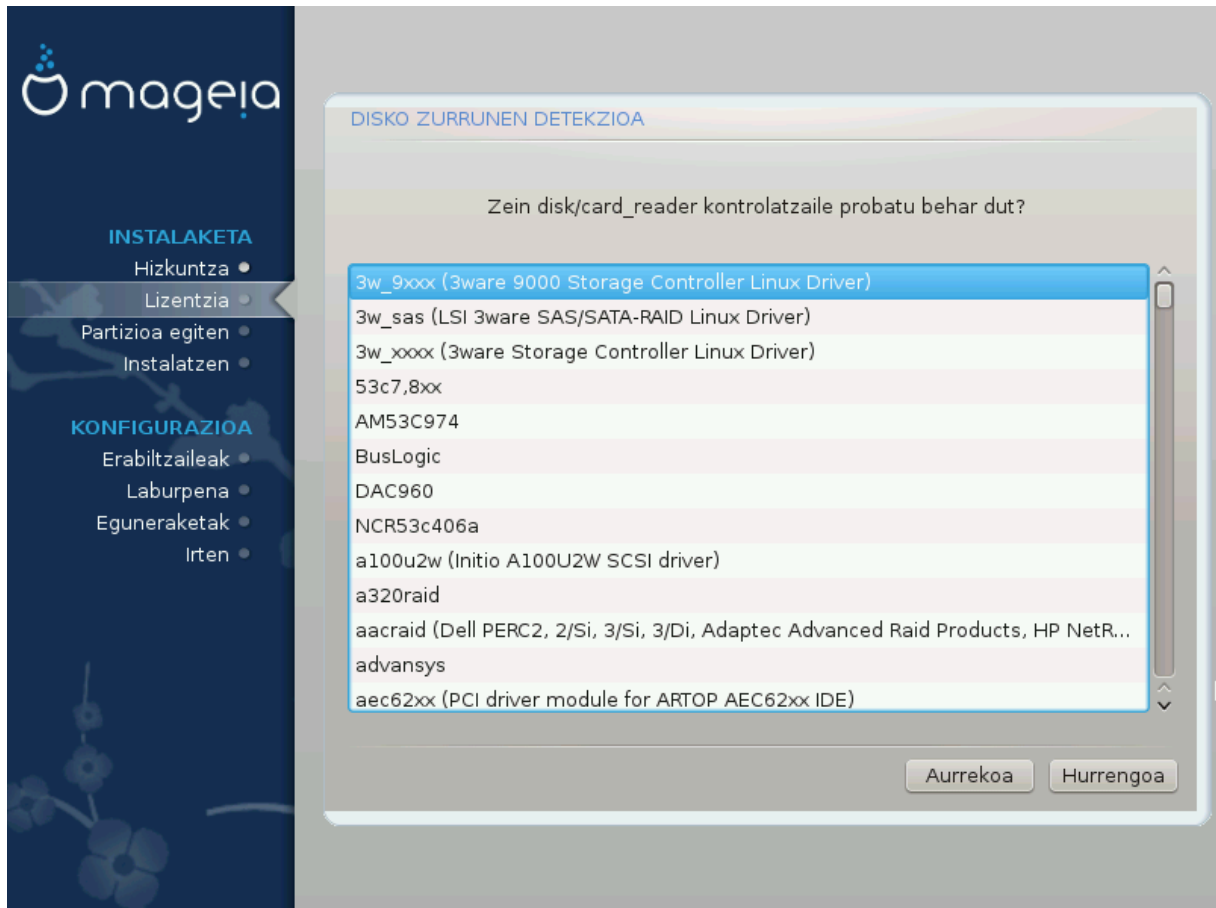 mageia
INSTALAKETA
Hizkuntza
Lizentzia
Partizioa egiten
Instalatzen
KONFIGURAZIOA
Erabiltzaileak
Laburpena
Eguneraketak
Irten
DISKO ZURRUNEN DETEKZIOA
Zein disk/card_reader kontrolatzaile probatu behar dut?
3w_9xxx (3ware 9000 Storage Controller Linux Driver)
3w_sas (LSI 3ware SAS/SATA-RAID Linux Driver)
3w_xxxx (3ware Storage Controller Linux Driver)
53c7,8xx
AM53C974
BusLogic
DAC960
NCR53c406a
a100u2w (Initio A100U2W SCSI driver)
a320raid
aacraid (Dell PERC2, 2/Si, 3/Si, 3/Di, Adaptec Advanced Raid Products, HP NetR...
advansys
aec62xx (PCI driver module for ARTOP AEC62xx IDE)
Aurrekoa
Hurrengoa